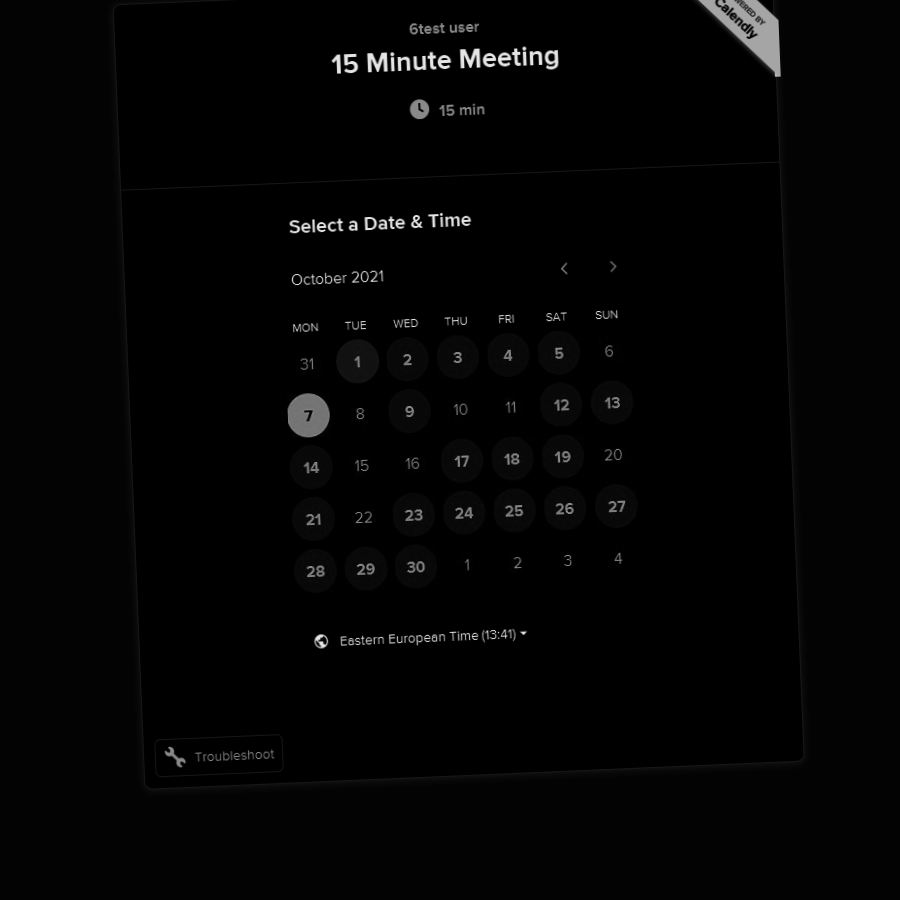 6test user
POWERED BY
Calendly
15 Minute Meeting
15 min
Select a Date & Time
October 2021
MON TUE WED THU FRI SAT SUN
31 1 2 3 4 5 6
7 8 9 10 11 12 13
14 15 16 17 18 19 20
21 22 23 24 25 26 27
28 29 30 1 2 3 4
Eastern European Time (13:41)
Troubleshoot